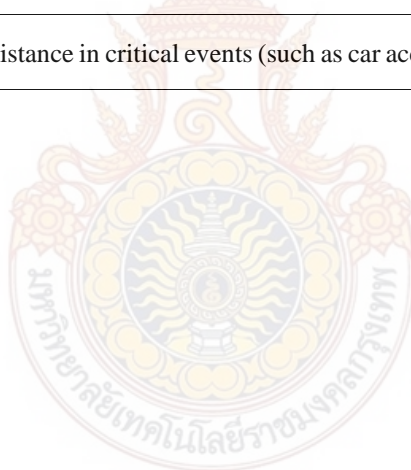 istance in critical events (such as car acc
มหาวิทยาลัยเทคโนโลยีราชมงคลกรุงเทพ